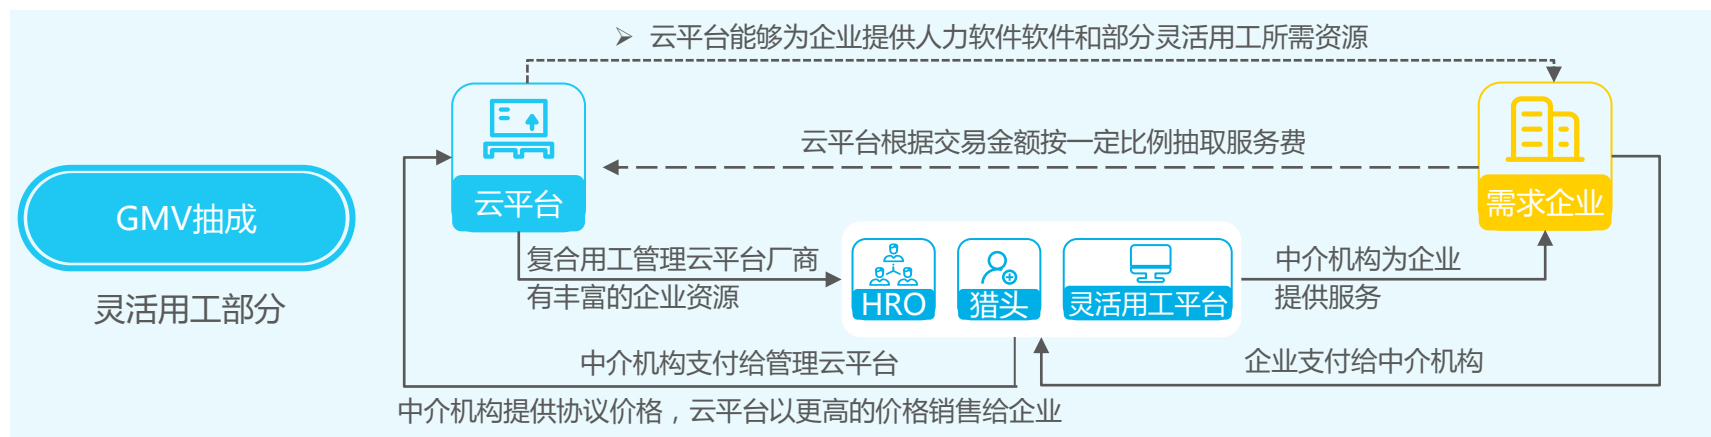 云平台能够为企业提供人力软件软件和部分灵活用工所需资源
云平台根据交易金额按一定比例抽取服务费
云平台
需求企业
GMV抽成
灵活用工部分
复合用工管理云平台厂商
有丰富的企业资源
HRO
猎头
灵活用工平台
中介机构为企业
提供服务
中介机构支付给管理云平台
企业支付给中介机构
中介机构提供协议价格，云平台以更高的价格销售给企业